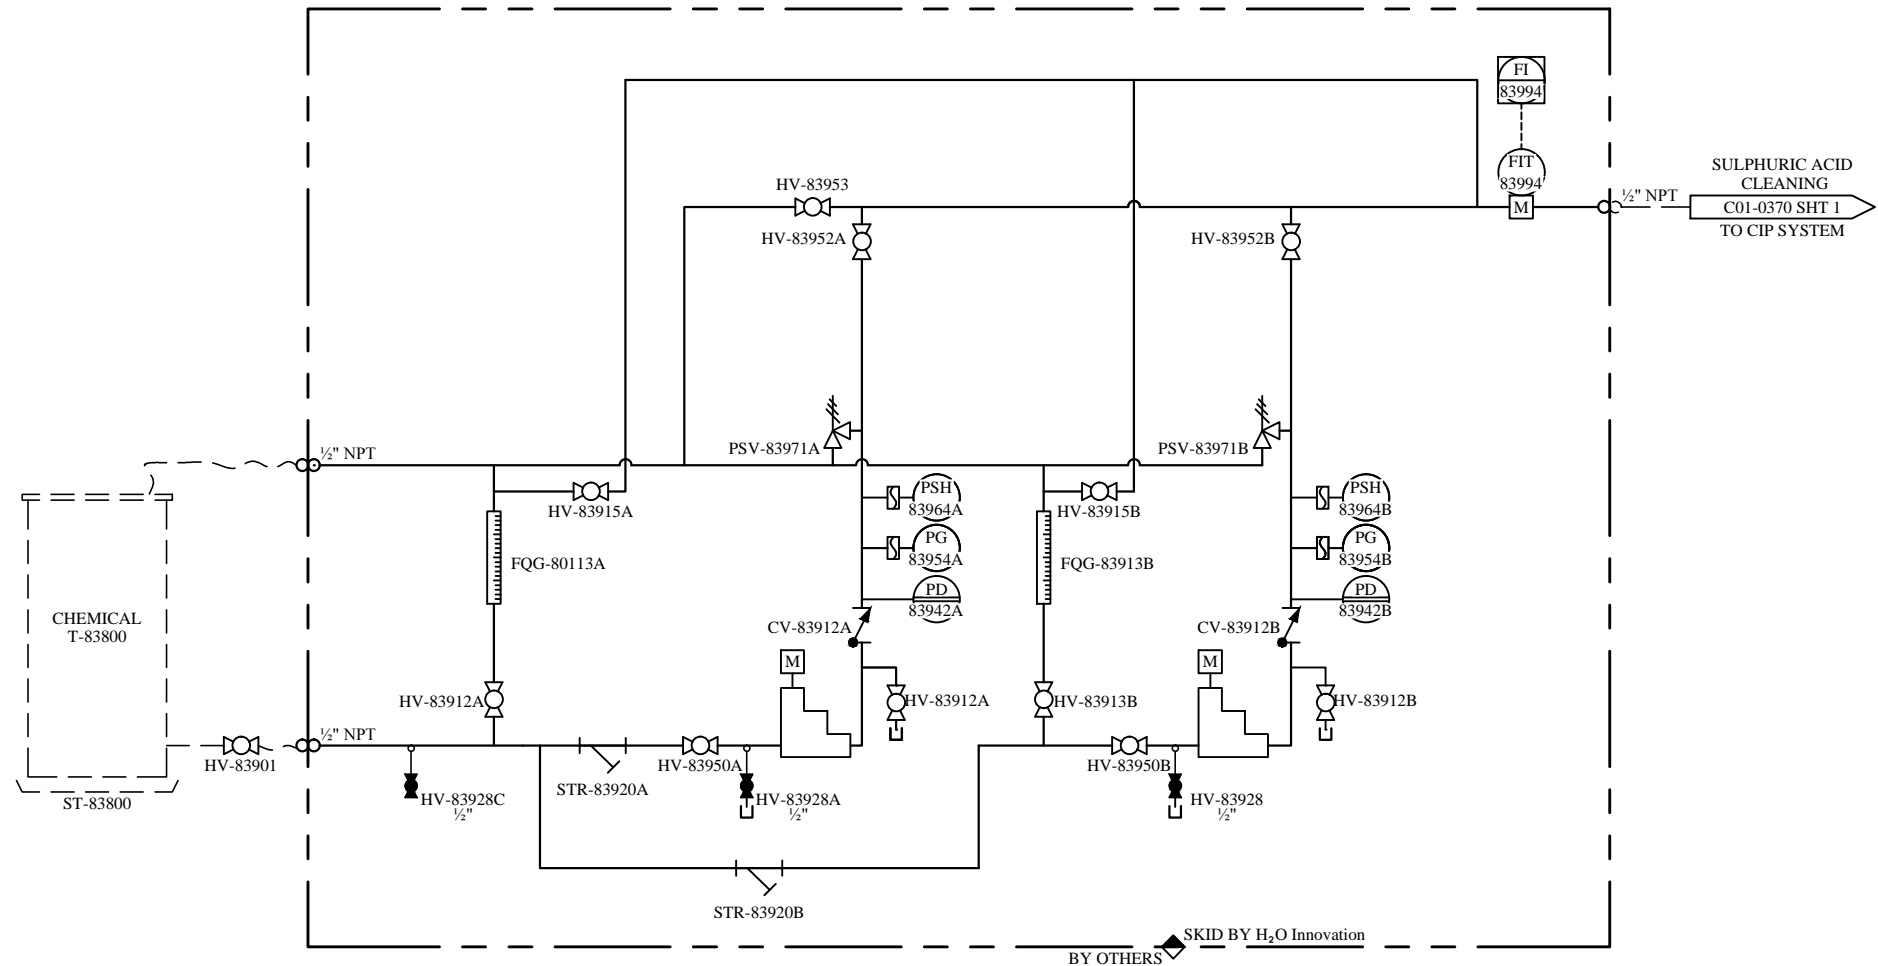 FI
83994
FIT
83994
M
½" NPT
SULPHURIC ACID
CLEANING
C01-0370 SHT 1
TO CIP SYSTEM
HV-83953
HV-83952A
HV-83952B
PSV-83971A
PSV-83971B
½" NPT
HV-83915A
HV-83915B
PSH
83964A
PSH
83964B
PG
83954A
PG
83954B
PD
83942A
PD
83942B
FQG-80113A
FQG-83913B
CHEMICAL
T-83800
CV-83912A
CV-83912B
M
M
HV-83912A
HV-83912A
HV-83913B
HV-83912B
½" NPT
HV-83901
HV-83950A
HV-83950B
ST-83800
HV-83928C
½"
STR-83920A
HV-83928A
½"
HV-83928
½"
STR-83920B
SKID BY H₂O Innovation
BY OTHERS